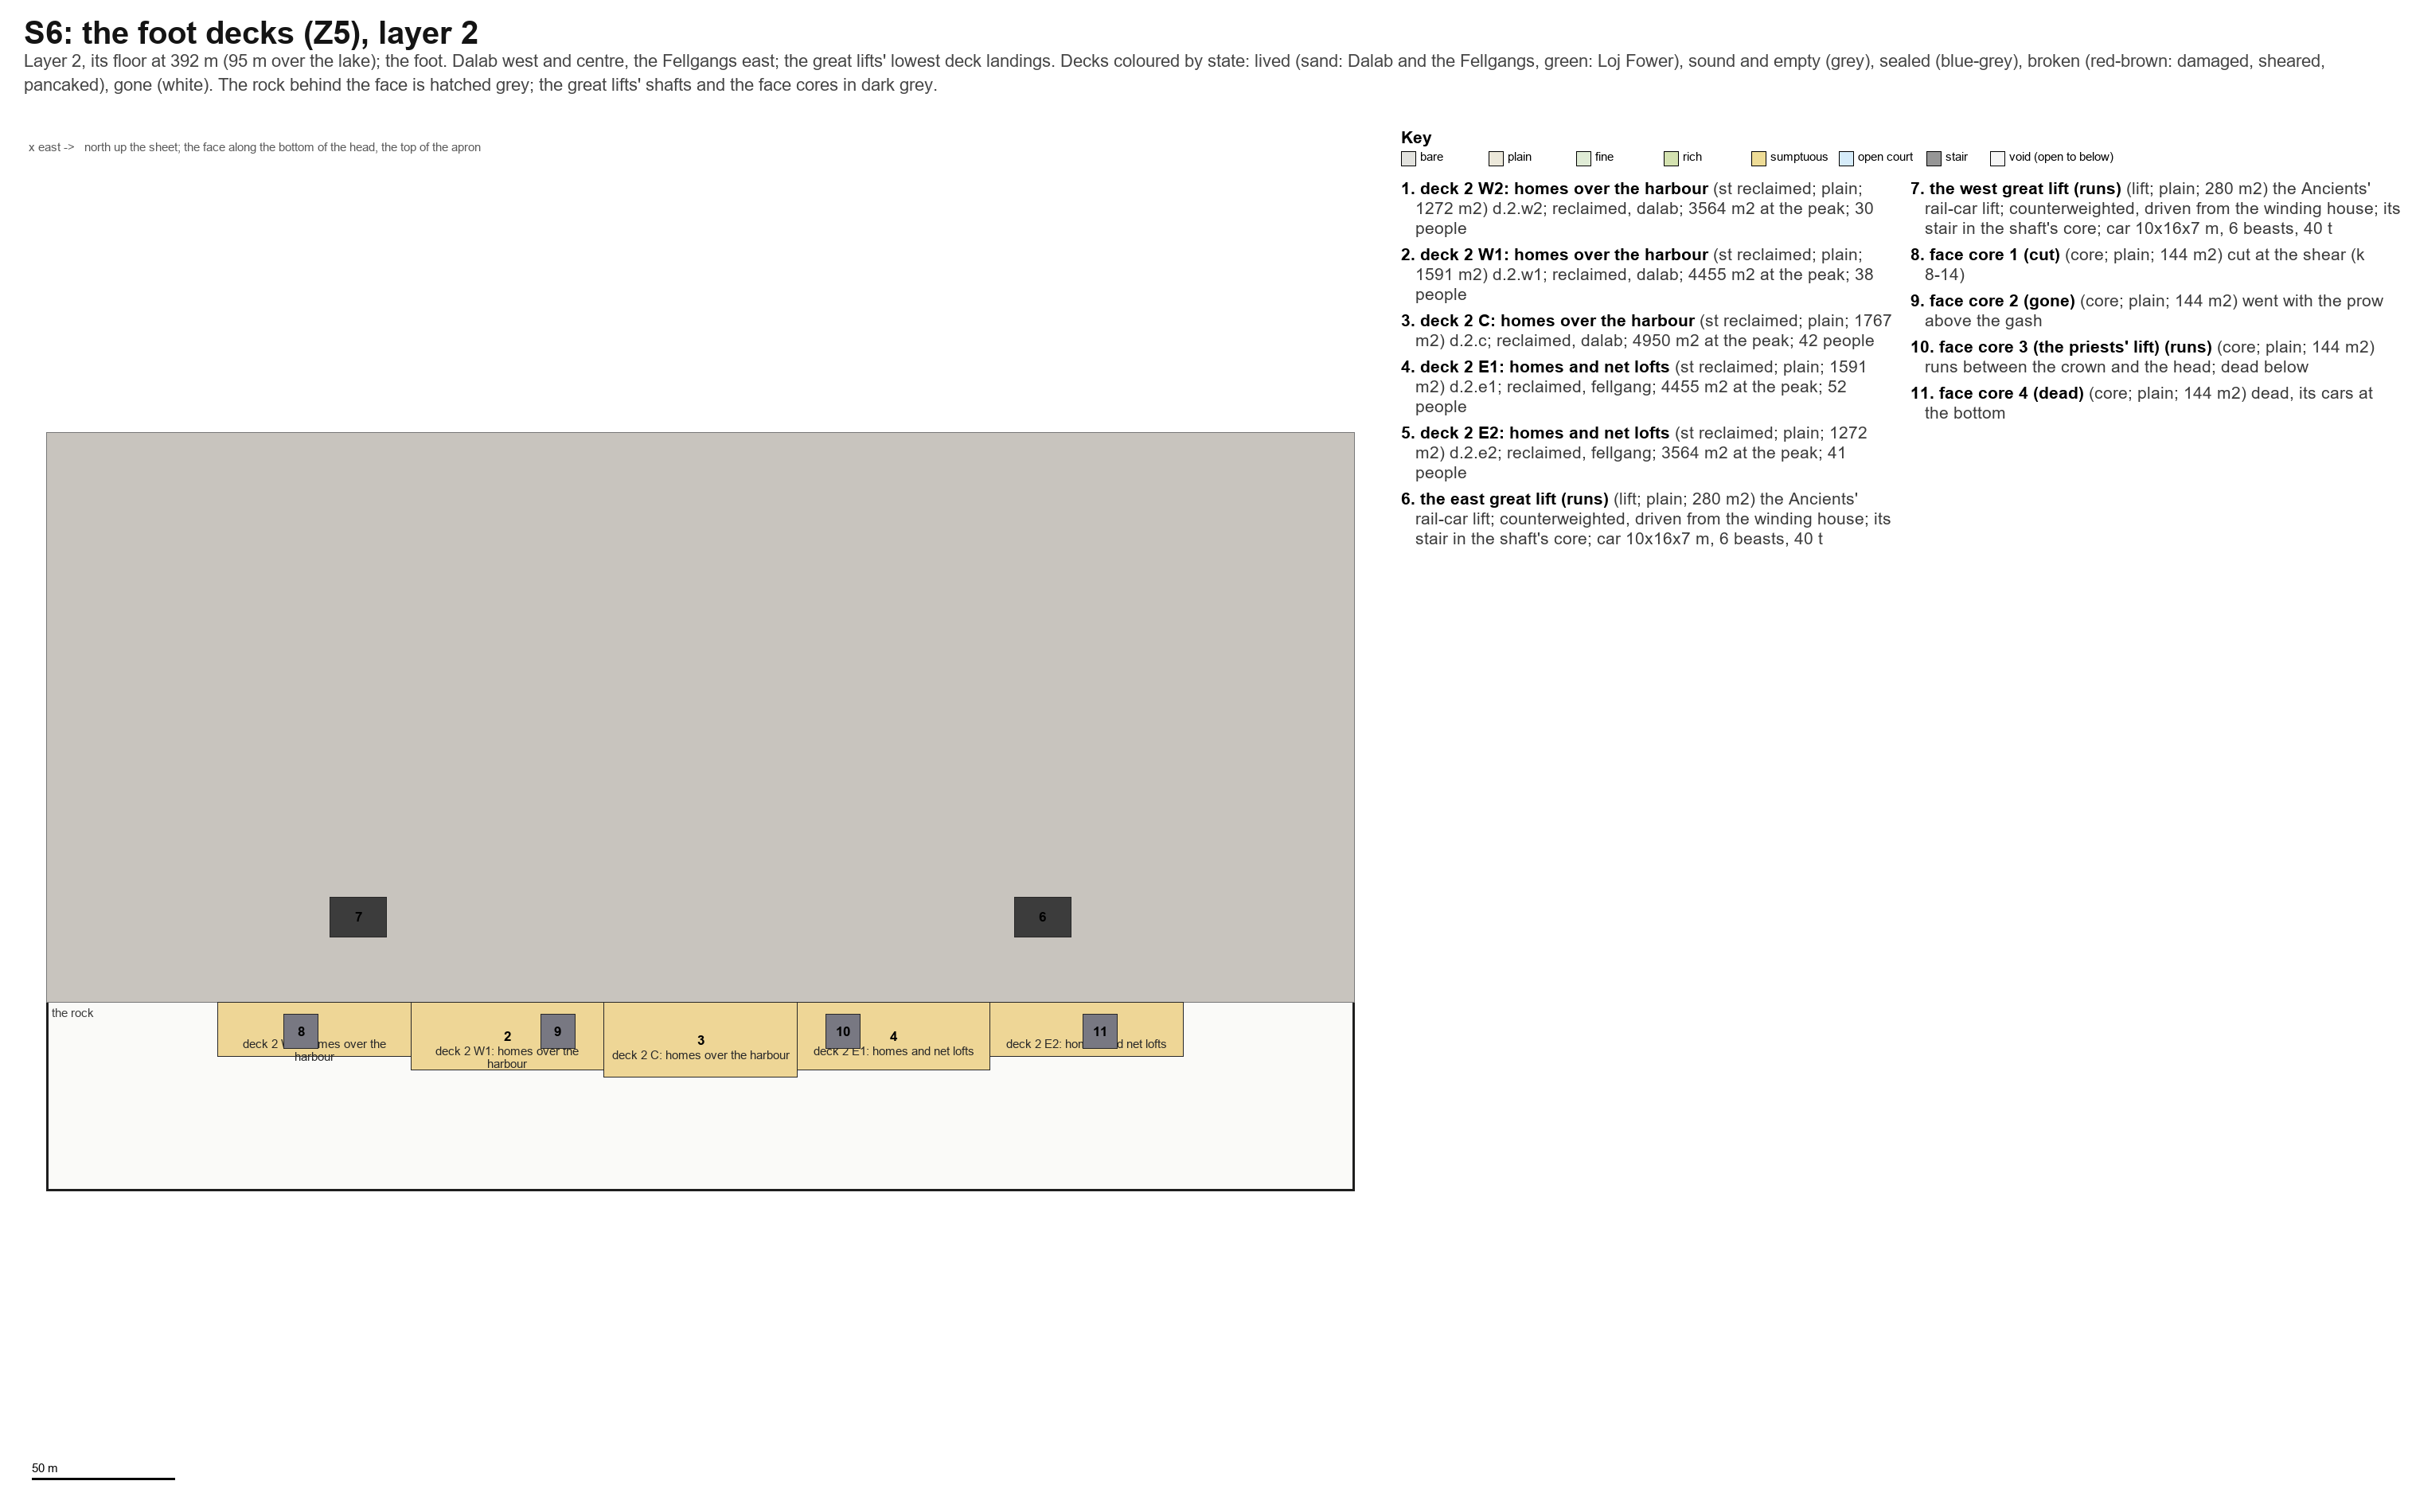 S6: the foot decks (Z5), layer 2
Layer 2, its floor at 392 m (95 m over the lake); the foot. Dalab west and centre, the Fellgangs east; the great lifts' lowest deck landings. Decks coloured by state: lived (sand: Dalab and the Fellgangs, green: Loj Fower), sound and empty (grey), sealed (blue-grey), broken (red-brown: damaged, sheared,
pancaked), gone (white). The rock behind the face is hatched grey; the great lifts' shafts and the face cores in dark grey.
x east -> north up the sheet; the face along the bottom of the head, the top of the apron
Key
bare plain fine rich sumptuous open court stair void (open to below)
1. deck 2 W2: homes over the harbour (st reclaimed; plain;
1272 m2) d.2.w2; reclaimed, dalab; 3564 m2 at the peak; 30
people
2. deck 2 W1: homes over the harbour (st reclaimed; plain;
1591 m2) d.2.w1; reclaimed, dalab; 4455 m2 at the peak; 38
people
3. deck 2 C: homes over the harbour (st reclaimed; plain; 1767
m2) d.2.c; reclaimed, dalab; 4950 m2 at the peak; 42 people
4. deck 2 E1: homes and net lofts (st reclaimed; plain; 1591
m2) d.2.e1; reclaimed, fellgang; 4455 m2 at the peak; 52
people
5. deck 2 E2: homes and net lofts (st reclaimed; plain; 1272
m2) d.2.e2; reclaimed, fellgang; 3564 m2 at the peak; 41
people
6. the east great lift (runs) (lift; plain; 280 m2) the Ancients'
rail-car lift; counterweighted, driven from the winding house; its
stair in the shaft's core; car 10x16x7 m, 6 beasts, 40 t
7. the west great lift (runs) (lift; plain; 280 m2) the Ancients'
rail-car lift; counterweighted, driven from the winding house; its
stair in the shaft's core; car 10x16x7 m, 6 beasts, 40 t
8. face core 1 (cut) (core; plain; 144 m2) cut at the shear (k
8-14)
9. face core 2 (gone) (core; plain; 144 m2) went with the prow
above the gash
10. face core 3 (the priests' lift) (runs) (core; plain; 144 m2)
runs between the crown and the head; dead below
11. face core 4 (dead) (core; plain; 144 m2) dead, its cars at
the bottom
7
6
the rock
8
deck 2 mes over the
harbour
2
9
deck 2 W1: homes over the
harbour
3
deck 2 C: homes over the harbour
10
4
deck 2 E1: homes and net lofts
11
deck 2 E2: net lofts
50 m